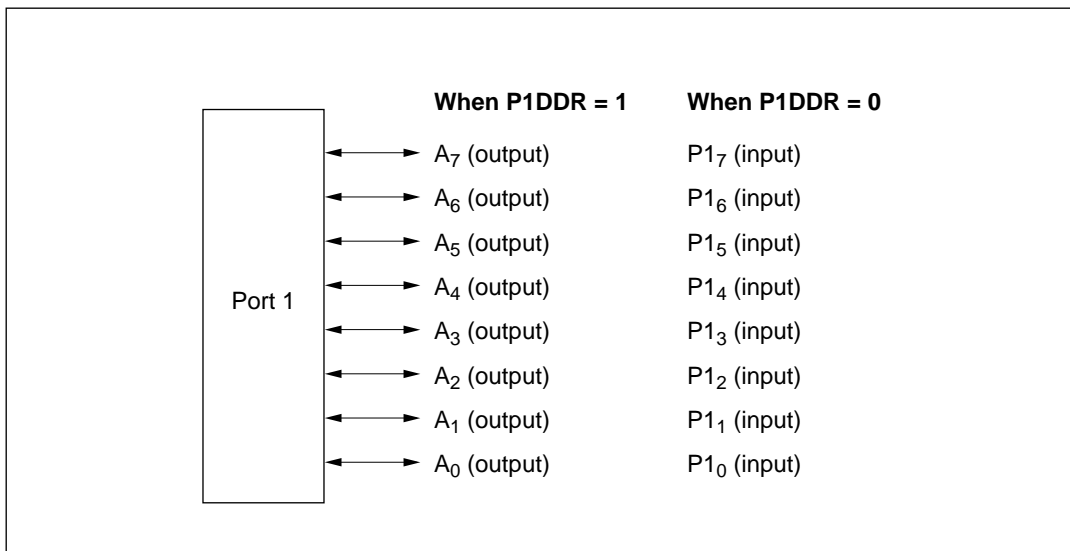 When P1DDR = 1 When P1DDR = 0
A7 (output) P17 (input)
A6 (output) P16 (input)
A5 (output) P15 (input)
A4 (output) P14 (input)
Port 1
A3 (output) P13 (input)
A2 (output) P12 (input)
A1 (output) P11 (input)
A0 (output) P10 (input)